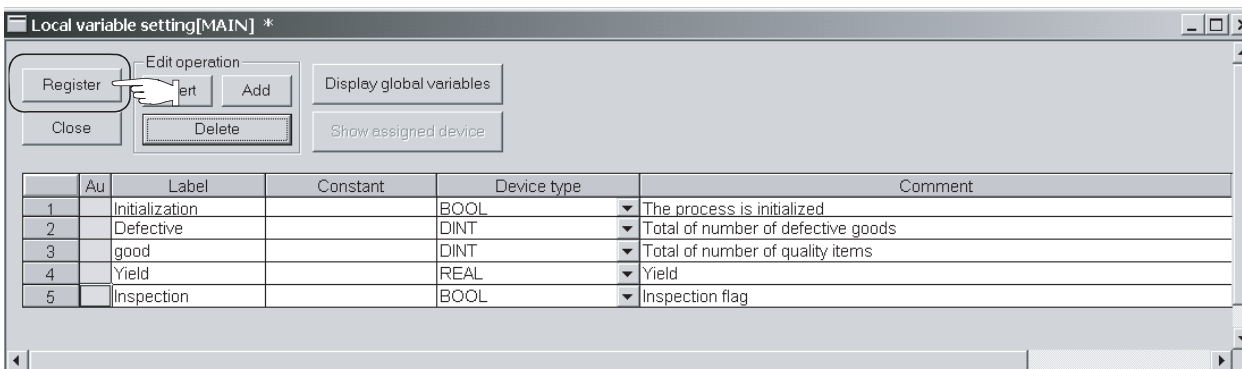 Local variable setting[MAIN] *
Edit operation
Register
ert
Add
Display global variables
Close
Delete
Show assigned device
Au Label Constant Device type Comment
1 Initialization BOOL The process is initialized
2 Defective DINT Total of number of defective goods
3 good DINT Total of number of quality items
4 Yield REAL Yield
5 Inspection BOOL Inspection flag